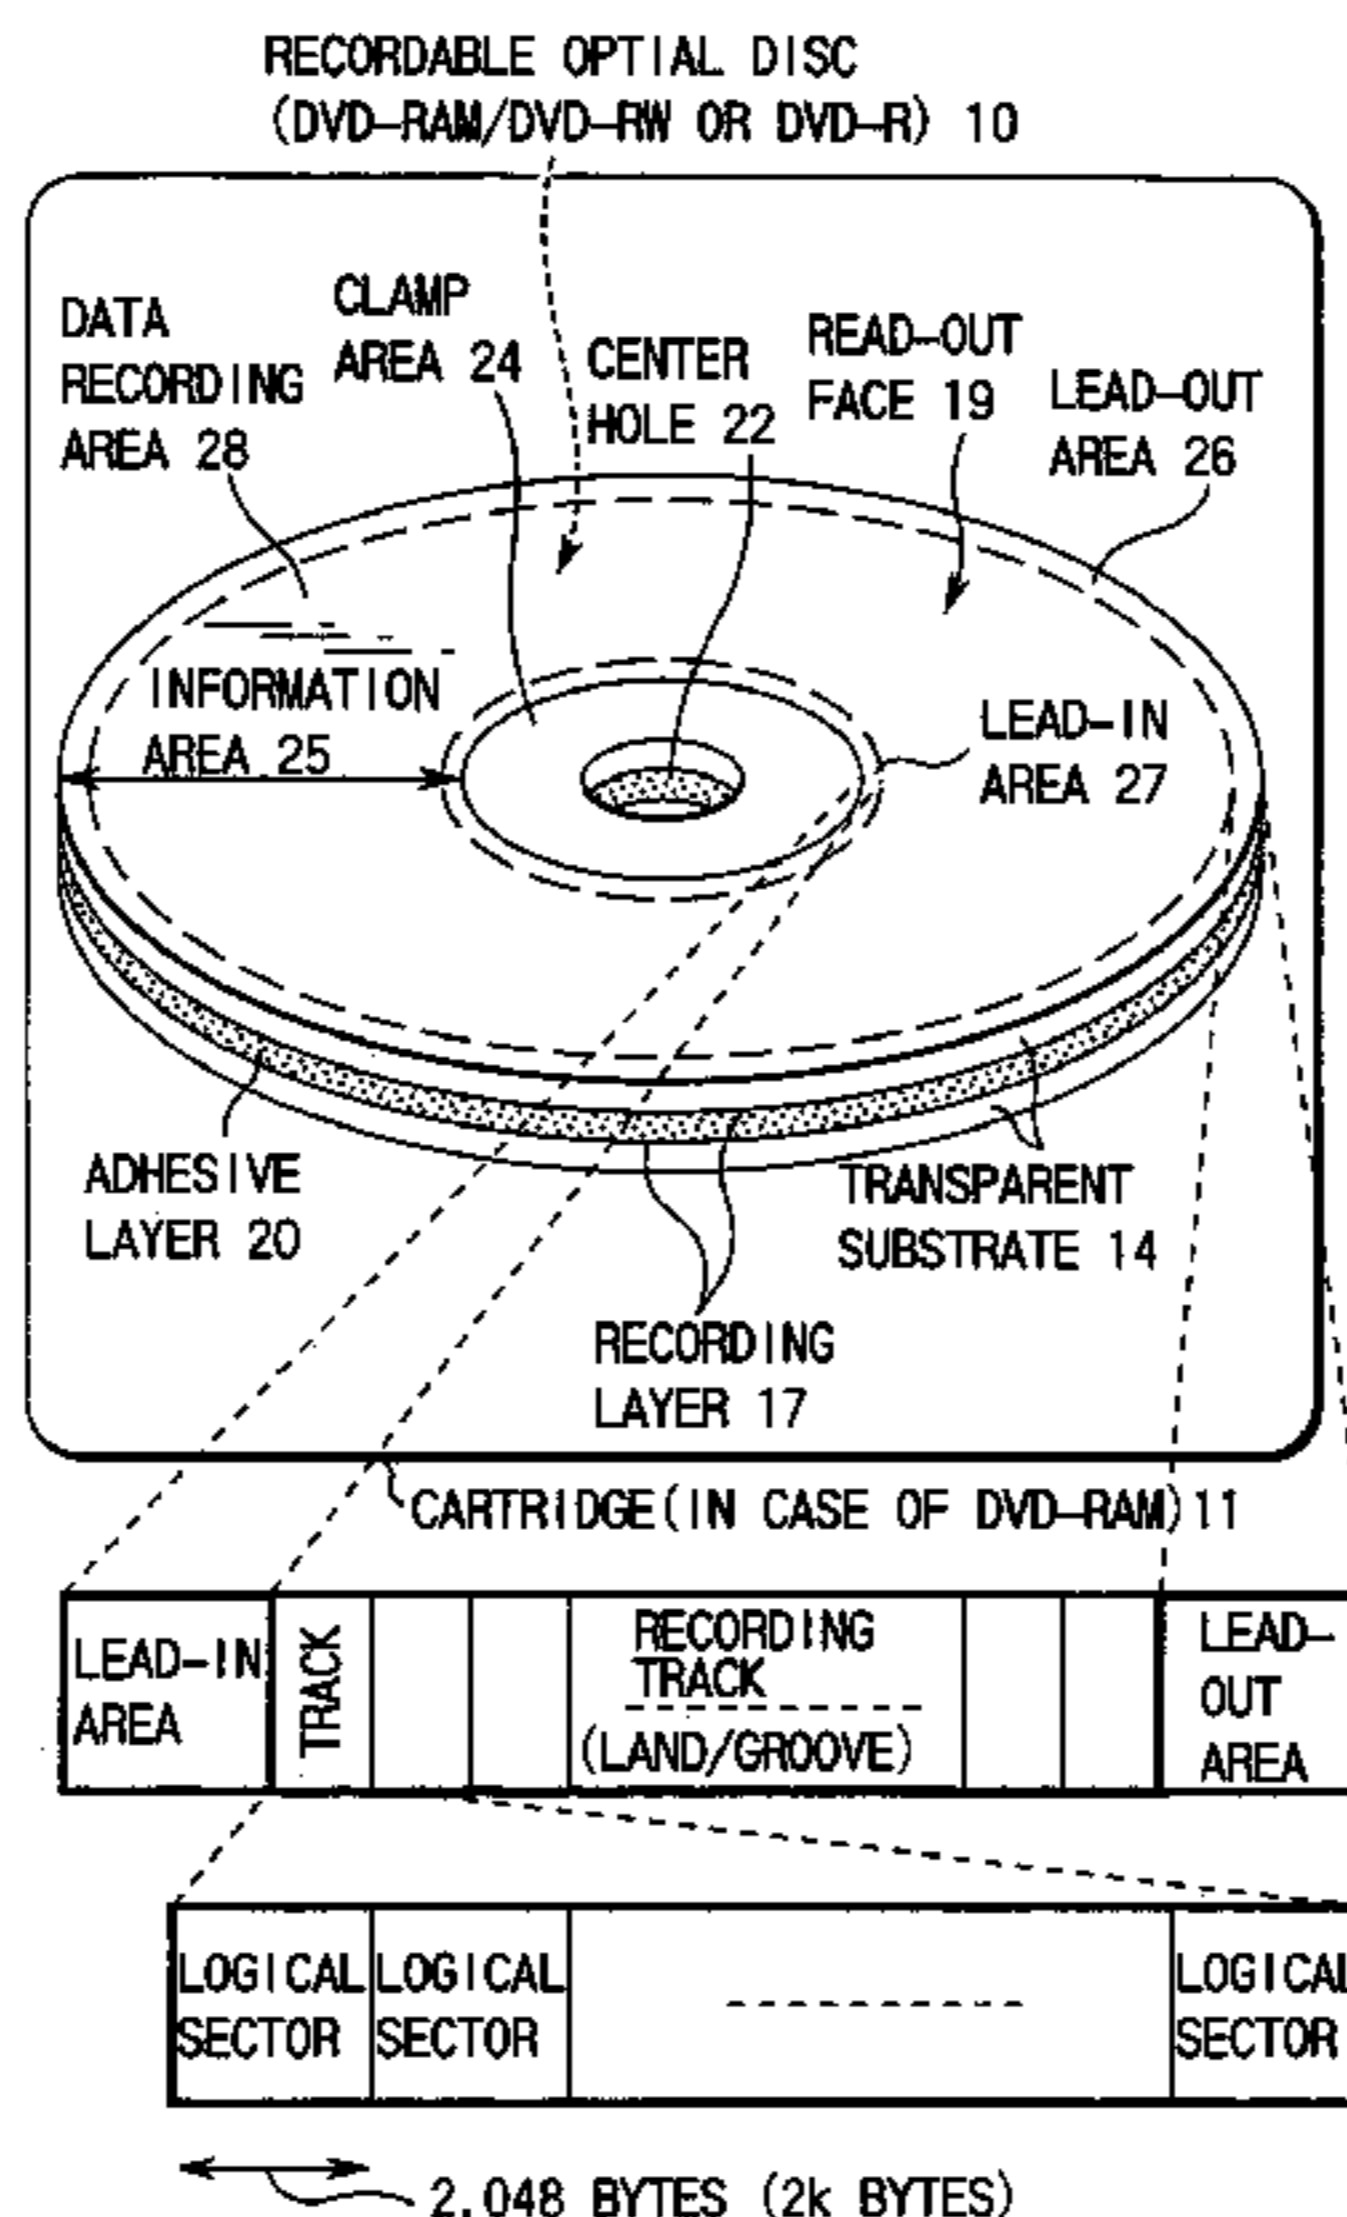 RECORDABLE OPTIAL DISC
(DVD-RAM/DVD-RW OR DVD-R) 10
DATA
RECORDING
AREA 28
CLAMP
AREA 24
CENTER
HOLE 22
READ-OUT
FACE 19
LEAD-OUT
AREA 26
INFORMATION
AREA 25
LEAD-IN
AREA 27
ADHESIVE
LAYER 20
TRANSPARENT
SUBSTRATE 14
RECORDING
LAYER 17
CARTRIDGE(IN CASE OF DVD-RAM)11
LEAD-IN
AREA
TRACK
RECORDING
TRACK
(LAND/GROOVE)
LEAD-
OUT
AREA
LOGICAL
SECTOR
LOGICAL
SECTOR
LOGICAL
SECTOR
2,048 BYTES (2k BYTES)